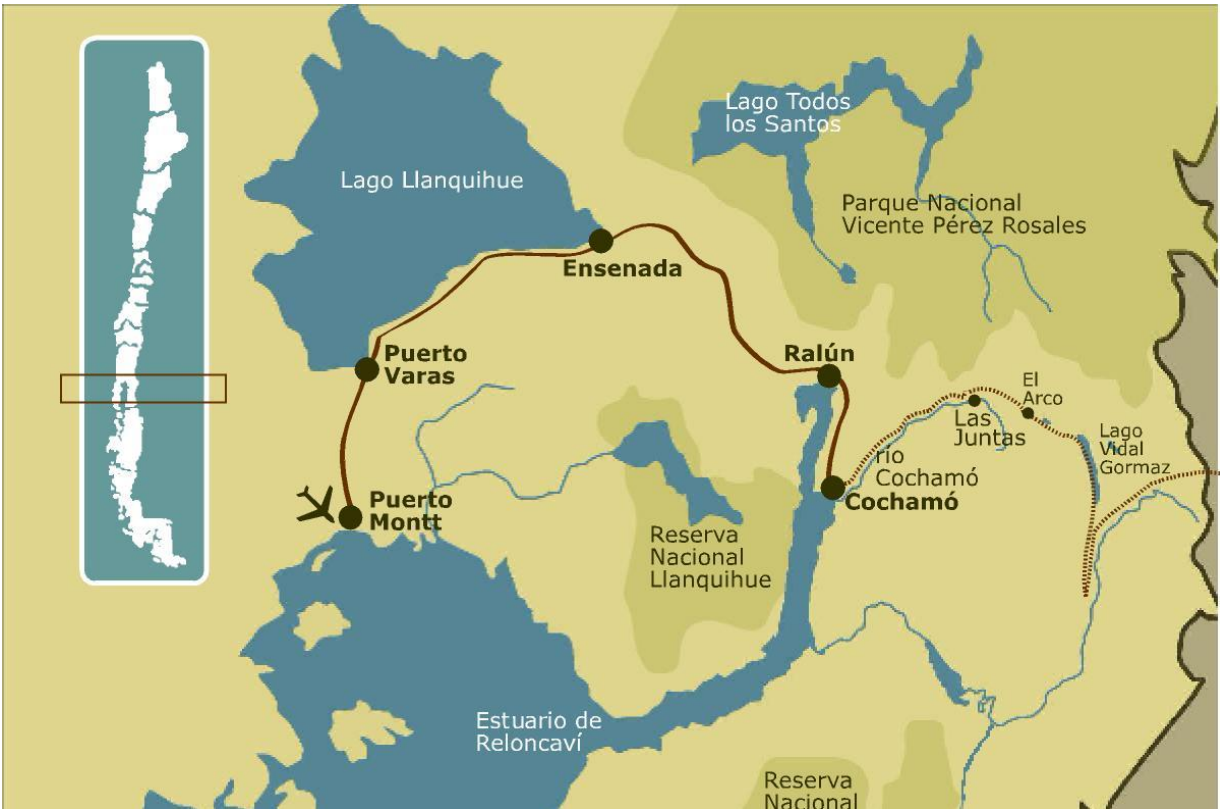 Lago Todos
los Santos
Lago Llanquihue
Parque Nacional
Vicente Pérez Rosales
Ensenada
Puerto
Varas
Ralún
El
Arco
Las
Juntas
Lago
Vidal
Gormaz
río
Cochamó
Cochamó
Puerto
Montt
Reserva
Nacional
Llanquihue
Estuario de
Reloncaví
Reserva
Nacional